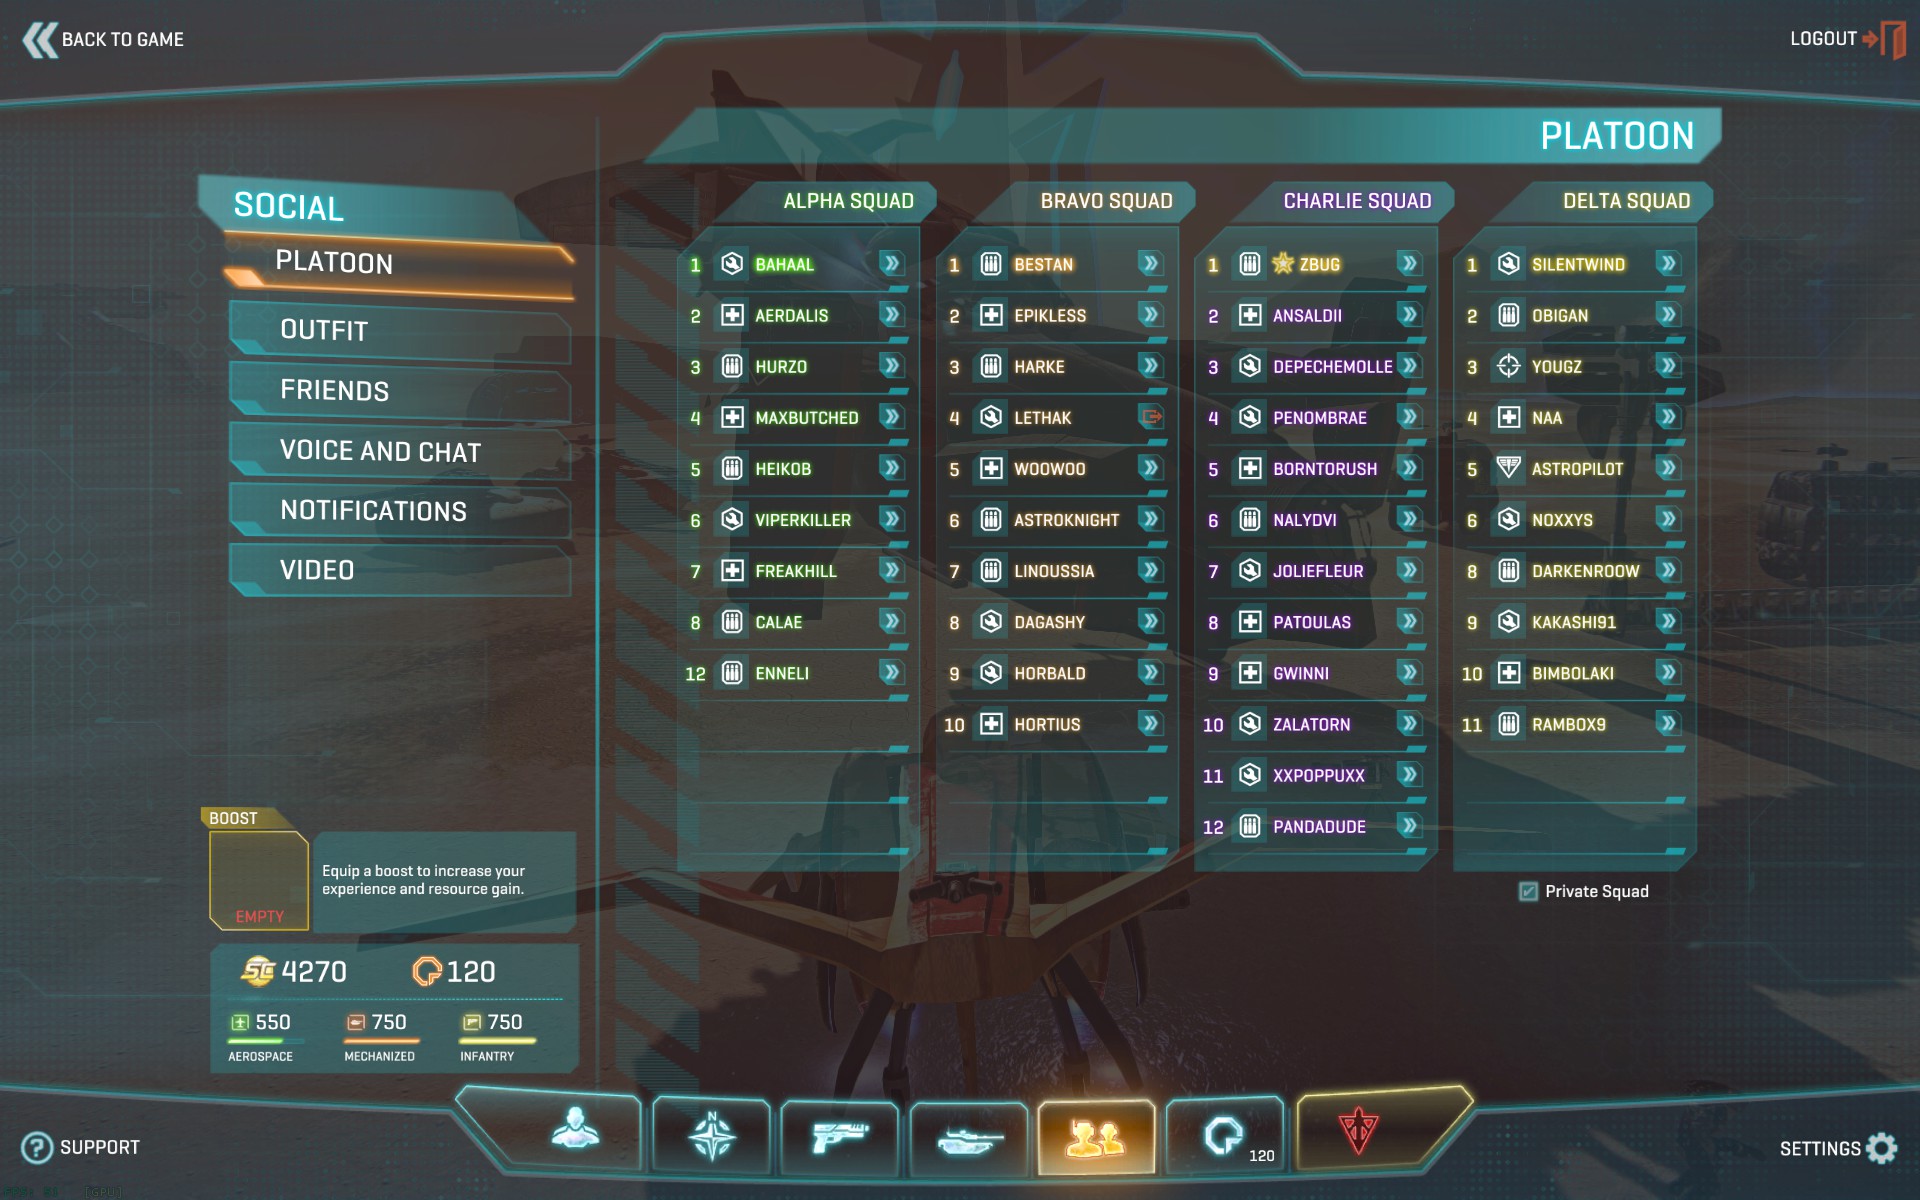 BACK TO GAME
LOGOUT
PLATOON
SOCIAL
PLATOON
OUTFIT
FRIENDS
VOICE AND CHAT
NOTIFICATIONS
VIDEO
ALPHA SQUAD
1 BAHAAL
2 AERDALIS
3 HURZO
4 MAXBUTCHED
5 HEIKOB
6 VIPERKILLER
7 FREAKHILL
8 CALAE
12 ENNELI
BRAVO SQUAD
1 BESTAN
2 EPIKLESS
3 HARKE
4 LETHAK
5 WOOWOO
6 ASTROKNIGHT
7 LINOUSSIA
8 DAGASHY
9 HORBALD
10 HORTIUS
CHARLIE SQUAD
1 ZBUG
2 ANSALDII
3 DEPECHEMOLLE
4 PENOMBRAE
5 BORNTORUSH
6 NALYDVI
7 JOLIEFLEUR
8 PATOULAS
9 GWINNI
10 ZALATORN
11 XXPOPPUXX
12 PANDADUDE
DELTA SQUAD
1 SILENTWIND
2 OBIGAN
3 YOUGZ
4 NAA
5 ASTROPILOT
6 NOXXYS
8 DARKENROOW
9 KAKASHI91
10 BIMBOLAKI
11 RAMBOX9
Private Squad
BOOST
EMPTY
Equip a boost to increase your
experience and resource gain.
SC 4270 120
550 750 750
AEROSPACE MECHANIZED INFANTRY
N
120
SUPPORT
SETTINGS